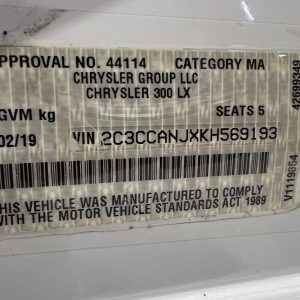 APPROVAL NO. 44114 CATEGORY MA
CHRYSLER GROUP LLC
CHRYSLER 300 LX
GVM kg SEATS 5
02/19 VIN 2C3CCANJXKH569193
THIS VEHICLE WAS MANUFACTURED TO COMPLY
WITH THE MOTOR VEHICLE STANDARDS ACT 1989
42699349
V1119354